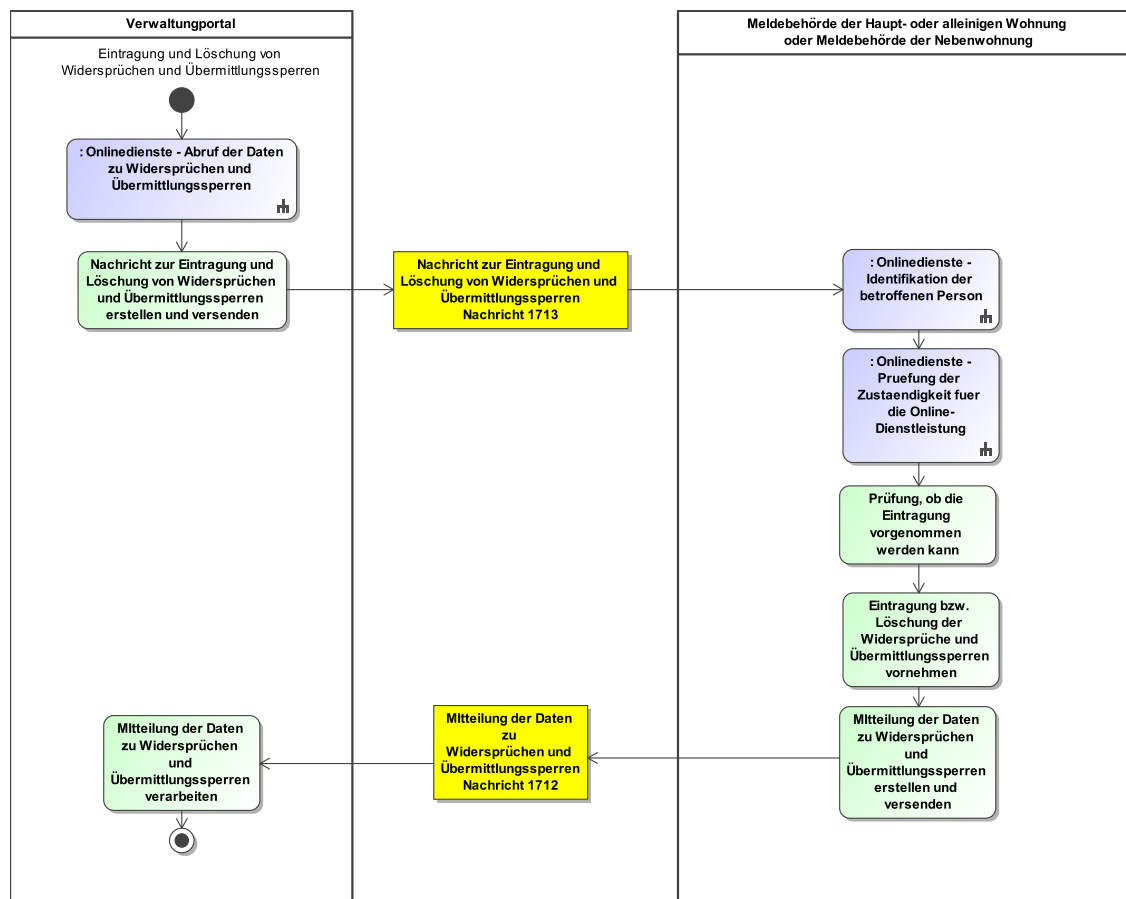 Verwaltungportal
Meldebehörde der Haupt- oder alleinigen Wohnung
oder Meldebehörde der Nebenwohnung
Eintragung und Löschung von
Widersprüchen und Übermittlungssperren
: Onlinedienste - Abruf der Daten
zu Widersprüchen und
Übermittlungssperren
Nachricht zur Eintragung und
Löschung von Widersprüchen
und Übermittlungssperren
erstellen und versenden
Nachricht zur Eintragung und
Löschung von Widersprüchen und
Übermittlungssperren
Nachricht 1713
: Onlinedienste -
Identifikation der
betroffenen Person
: Onlinedienste -
Pruefung der
Zustaendigkeit fuer
die Online-
Dienstleistung
Prüfung, ob die
Eintragung
vorgenommen
werden kann
Eintragung bzw.
Löschung der
Widersprüche und
Übermittlungssperren
vornehmen
MItteilung der Daten
zu Widersprüchen
und
Übermittlungssperren
erstellen und
versenden
MItteilung der Daten
zu
Widersprüchen und
Übermittlungssperren
Nachricht 1712
MItteilung der Daten
zu Widersprüchen
und
Übermittlungssperren
verarbeiten